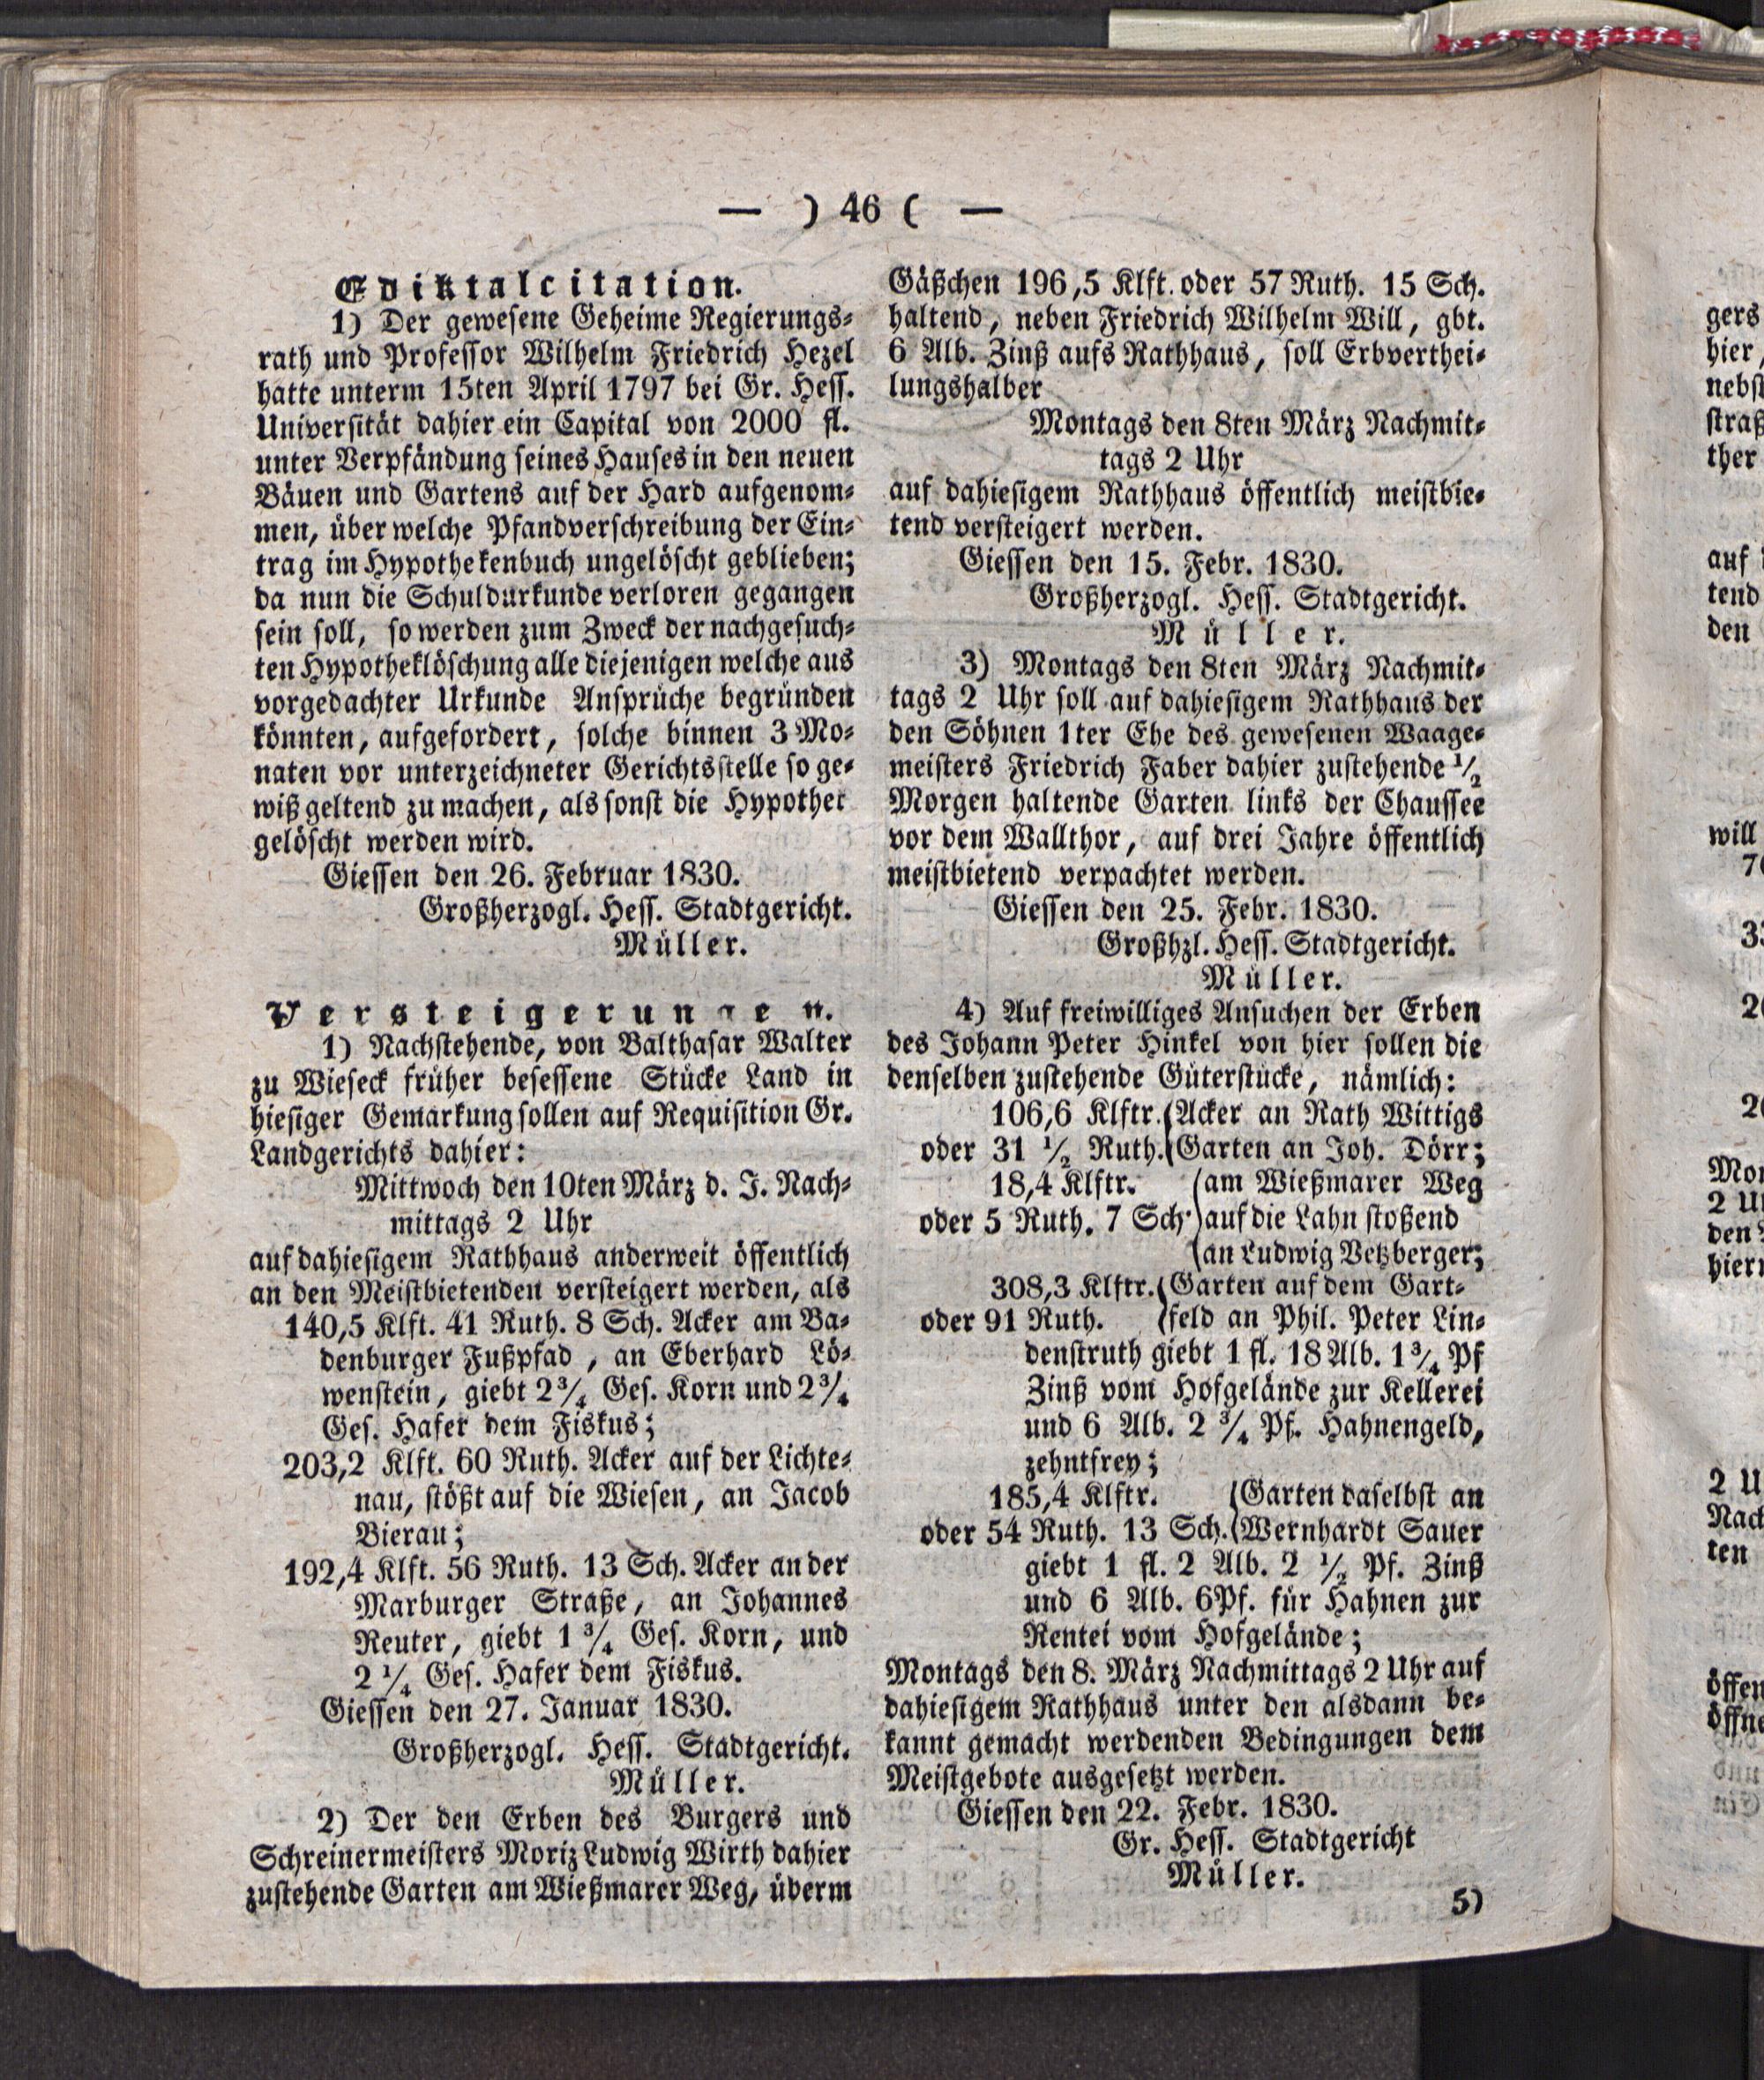 — ) 46 ( —
Ediktalcitation.
1) Der gewesene Geheime Regierungs-
rath und Professor Wilhelm Friedrich Hezel
hatte unterm 15ten April 1797 bei Gr. Hess.
Universität dahier ein Capital von 2000 fl.
unter Verpfändung seines Hauses in den neuen
Bäuen und Gartens auf der Hard aufgenom-
men, über welche Pfandverschreibung der Ein-
trag im Hypothekenbuch ungelöscht geblieben;
da nun die Schuldurkunde verloren gegangen
sein soll, so werden zum Zweck der nachgesuch-
ten Hypotheklöschung alle diejenigen welche aus
vorgedachter Urkunde Ansprüche begründen
könnten, aufgefordert, solche binnen 3 Mo-
naten vor unterzeichneter Gerichtsstelle so ge-
wiß geltend zu machen, als sonst die Hypothek
gelöscht werden wird.
Giessen den 26. Februar 1830.
Großherzogl. Hess. Stadtgericht.
Müller.
Versteigerungen.
1) Nachstehende, von Balthasar Walter
zu Wieseck früher besessene Stücke Land in
hiesiger Gemarkung sollen auf Requisition Gr.
Landgerichts dahier:
Mittwoch den 10ten März d. J. Nach-
mittags 2 Uhr
auf dahiesigem Rathhaus anderweit öffentlich
an den Meistbietenden versteigert werden, als
140,5 Klft. 41 Ruth. 8 Sch. Acker am Ba-
denburger Fußpfad, an Eberhard Lö-
wenstein, giebt 2 3/4 Ges. Korn und 2 3/4
Ges. Hafer dem Fiskus;
203,2 Klft. 60 Ruth. Acker auf der Lichte-
nau, stößt auf die Wiesen, an Jacob
Bierau;
192,4 Klft. 56 Ruth. 13 Sch. Acker an der
Marburger Straße, an Johannes
Reuter, giebt 1 3/4 Ges. Korn, und
2 1/4 Ges. Hafer dem Fiskus.
Giessen den 27. Januar 1830.
Großherzogl. Hess. Stadtgericht.
Müller.
2) Der den Erben des Burgers und
Schreinermeisters Moriz Ludwig Wirth dahier
zustehende Garten am Wießmarer Weg, überm
Gäßchen 196,5 Klft. oder 57 Ruth. 15 Sch.
haltend, neben Friedrich Wilhelm Will, gbt.
6 Alb. Zinß aufs Rathhaus, soll Erbverthei-
lungshalber
Montags den 8ten März Nachmit-
tags 2 Uhr
auf dahiesigem Rathhaus öffentlich meistbie-
tend versteigert werden.
Giessen den 15. Febr. 1830.
Großherzogl. Hess. Stadtgericht.
Müller.
3) Montags den 8ten März Nachmit-
tags 2 Uhr soll auf dahiesigem Rathhaus der
den Söhnen 1ter Ehe des gewesenen Waage-
meisters Friedrich Faber dahier zustehende 1/2
Morgen haltende Garten links der Chaussee
vor dem Wallthor, auf drei Jahre öffentlich
meistbietend verpachtet werden.
Giessen den 25. Febr. 1830.
Großhzl. Hess. Stadtgericht.
Müller.
4) Auf freiwilliges Ansuchen der Erben
des Johann Peter Hinkel von hier sollen die
denselben zustehende Güterstücke, nämlich:
106,6 Klftr. (Acker an Rath Wittigs
oder 31 1/2 Ruth. (Garten an Joh. Dörr;
18,4 Klftr. (am Wießmarer Weg
oder 5 Ruth. 7 Sch. )auf die Lahn stoßend
(an Ludwig Vetzberger;
308,3 Klftr. (Garten auf dem Gart-
oder 91 Ruth. (feld an Phil. Peter Lin-
denstruth giebt 1 fl. 18 Alb. 1 3/4 Pf
Zinß vom Hofgelände zur Kellerei
und 6 Alb. 2 3/4 Pf. Hahnengeld,
zehntfrey;
185,4 Klftr. (Garten daselbst an
oder 54 Ruth. 13 Sch. (Wernhardt Sauer
giebt 1 fl. 2 Alb. 2 1/2 Pf. Zinß
und 6 Alb. 6Pf. für Hahnen zur
Rentei vom Hofgelände;
Montags den 8. März Nachmittags 2 Uhr auf
dahiesigem Rathhaus unter den alsdann be-
kannt gemacht werdenden Bedingungen dem
Meistgebote ausgesetzt werden.
Giessen den 22. Febr. 1830.
Gr. Hess. Stadtgericht
Müller.
5)
gers
hier,
ther
auf
tend
den
will
2 U
ten